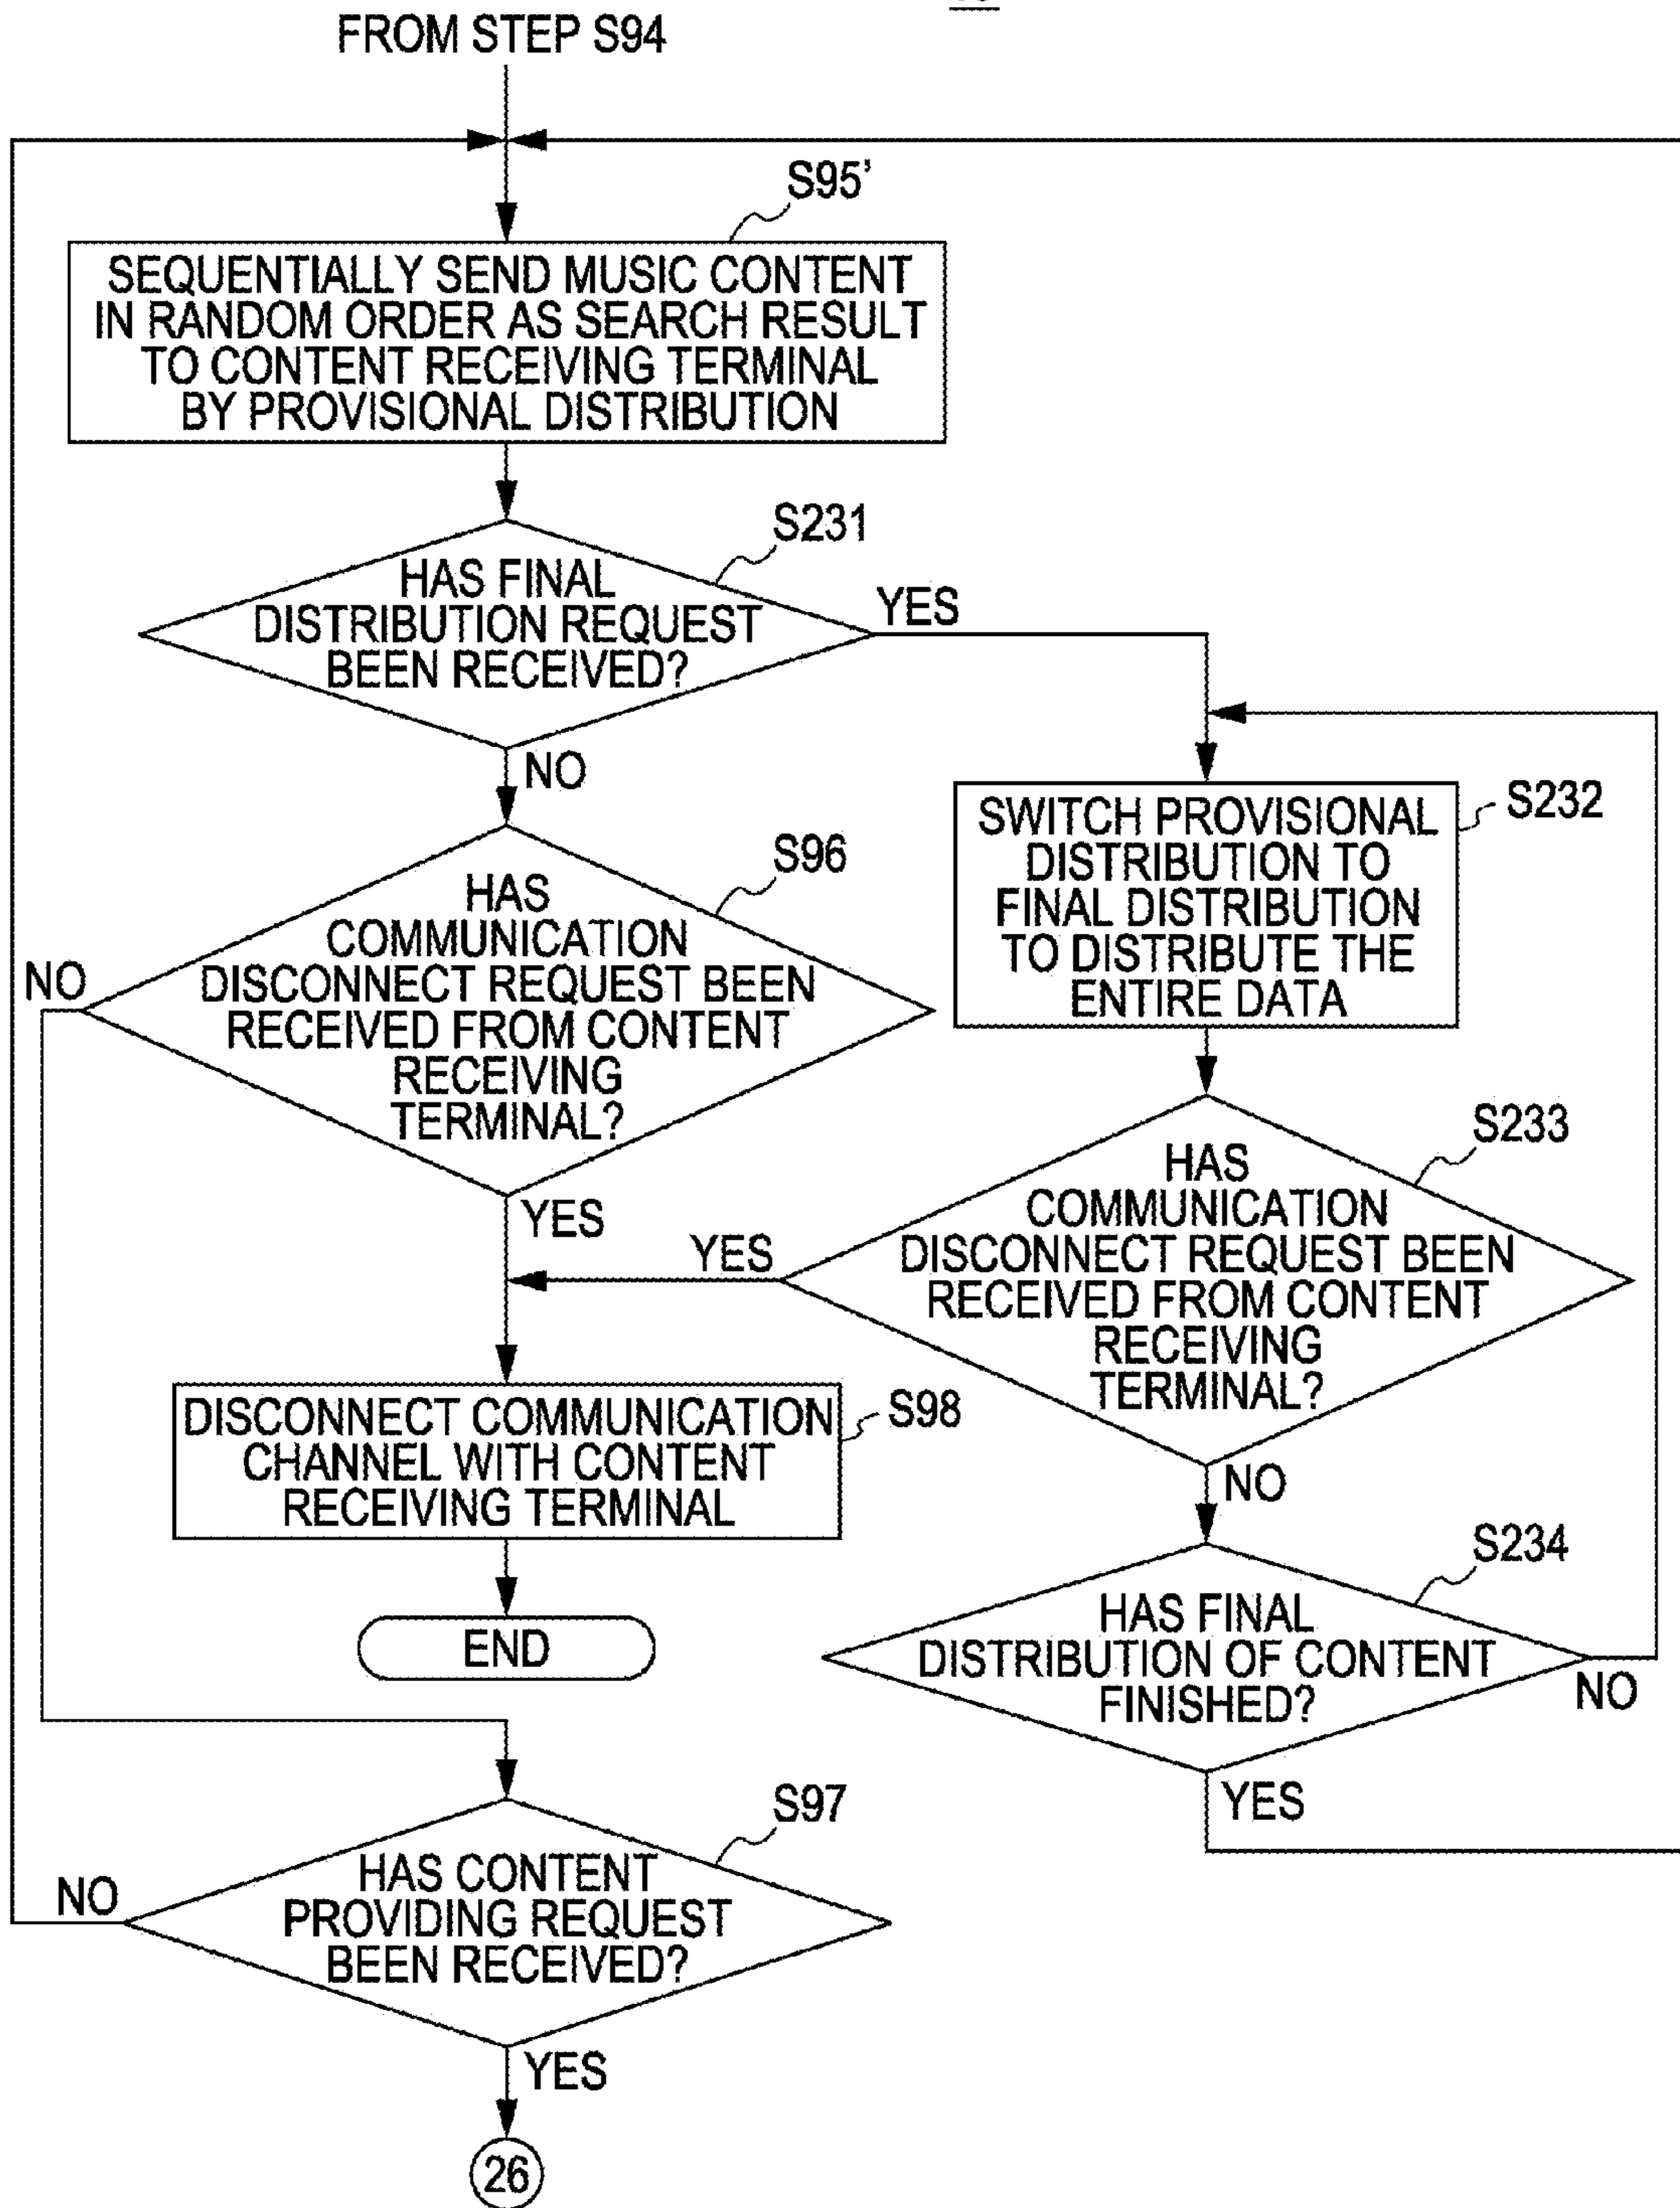 FROM STEP S94
S95'
SEQUENTIALLY SEND MUSIC CONTENT
IN RANDOM ORDER AS SEARCH RESULT
TO CONTENT RECEIVING TERMINAL
BY PROVISIONAL DISTRIBUTION
S231
HAS FINAL
DISTRIBUTION REQUEST
BEEN RECEIVED?
YES
NO
S232
SWITCH PROVISIONAL
DISTRIBUTION TO
FINAL DISTRIBUTION
TO DISTRIBUTE THE
ENTIRE DATA
S96
HAS
COMMUNICATION
DISCONNECT REQUEST BEEN
RECEIVED FROM CONTENT
RECEIVING
TERMINAL?
NO
YES
S233
HAS
COMMUNICATION
DISCONNECT REQUEST BEEN
RECEIVED FROM CONTENT
RECEIVING
TERMINAL?
YES
NO
S98
DISCONNECT COMMUNICATION
CHANNEL WITH CONTENT
RECEIVING TERMINAL
END
S234
HAS FINAL
DISTRIBUTION OF CONTENT
FINISHED?
NO
YES
S97
HAS CONTENT
PROVIDING REQUEST
BEEN RECEIVED?
NO
YES
26